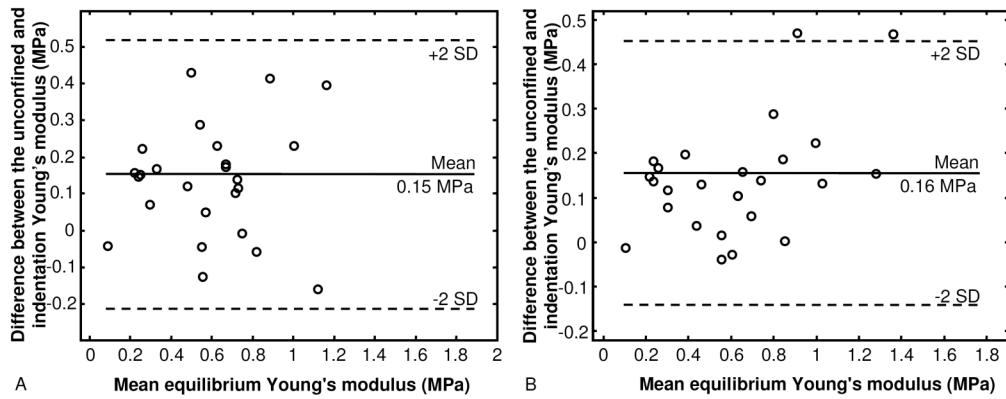 Difference between the unconfined and
indentation Young's modulus (MPa)
0.5
0.4
0.3
0.2
0.1
0
-0.1
-0.2
+2 SD
Mean
0.15 MPa
-2 SD
0 0.2 0.4 0.6 0.8 1 1.2 1.4 1.6 1.8 2
A Mean equilibrium Young's modulus (MPa)
Difference between the unconfined and
indentation Young's modulus (MPa)
0.5
0.4
0.3
0.2
0.1
0
-0.1
-0.2
+2 SD
Mean
0.16 MPa
-2 SD
0 0.2 0.4 0.6 0.8 1 1.2 1.4 1.6 1.8
B Mean equilibrium Young's modulus (MPa)